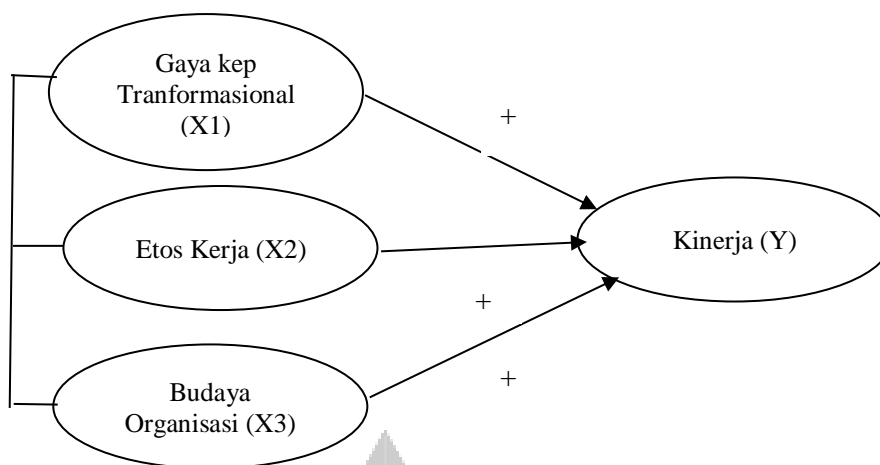 Gaya kep
Tranformasional
(X1)
+
Etos Kerja (X2)
Kinerja (Y)
+
Budaya
Organisasi (X3)
+